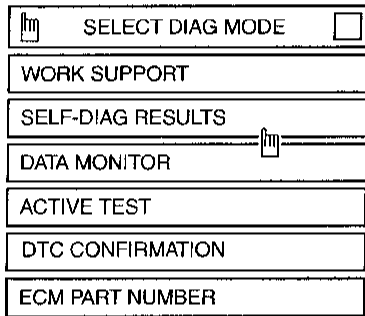 SELECT DIAG MODE
WORK SUPPORT
SELF-DIAG RESULTS
DATA MONITOR
ACTIVE TEST
DTC CONFIRMATION
ECM PART NUMBER